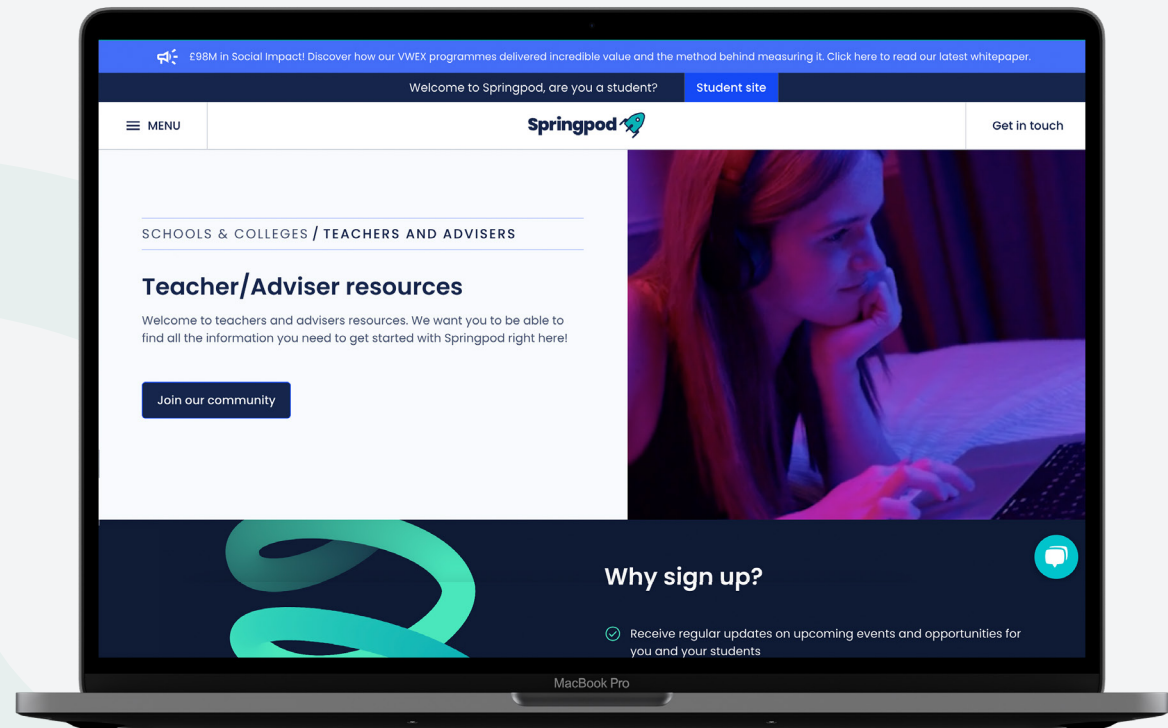 £98M in Social Impact! Discover how our VWEX programmes delivered incredible value and the method behind measuring it. Click here to read our latest whitepaper.
Welcome to Springpod, are you a student? Student site
MENU Springpod Get in touch
SCHOOLS & COLLEGES / TEACHERS AND ADVISERS
Teacher/Adviser resources
Welcome to teachers and advisers resources. We want you to be able to
find all the information you need to get started with Springpod right here!
Join our community
Why sign up?
Receive regular updates on upcoming events and opportunities for
you and your students
MacBook Pro